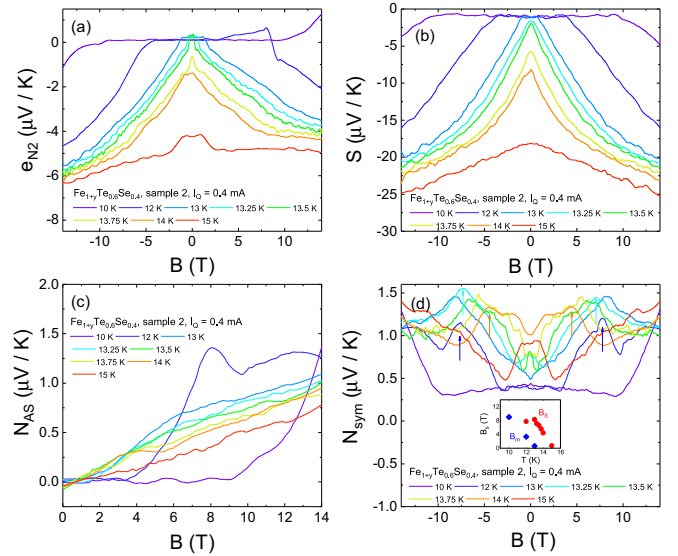 (a)
e_N2 (μV / K)
0
-2
-4
-6
-8
Fe1+yTe0.6Se0.4, sample 2, IQ = 0.4 mA
10 K 12 K 13 K 13.25 K 13.5 K
13.75 K 14 K 15 K
-10 -5 0 5 10
B (T)
(b)
S (μV / K)
0
-5
-10
-15
-20
-25
-30
Fe1+yTe0.6Se0.4, sample 2, IQ = 0.4 mA
10 K 12 K 13 K 13.25 K 13.5 K
13.75 K 14 K 15 K
-10 -5 0 5 10
B (T)
(c)
N_AS (μV / K)
2.0
1.5
1.0
0.5
0.0
Fe1+yTe0.6Se0.4, sample 2, IQ = 0.4 mA
10 K 12 K 13 K
13.25 K 13.5 K
13.75 K 14 K
15 K
0 2 4 6 8 10 12 14
B (T)
(d)
N_sym (μV / K)
1.5
1.0
0.5
0.0
-0.5
-1.0
BS
Bm
Bs (T)
8
4
0
10 12 14 16
T (K)
Fe1+yTe0.6Se0.4, sample 2, IQ = 0.4 mA
10 K 12 K 13 K 13.25 K 13.5 K
13.75 K 14 K 15 K
-10 -5 0 5 10
B (T)